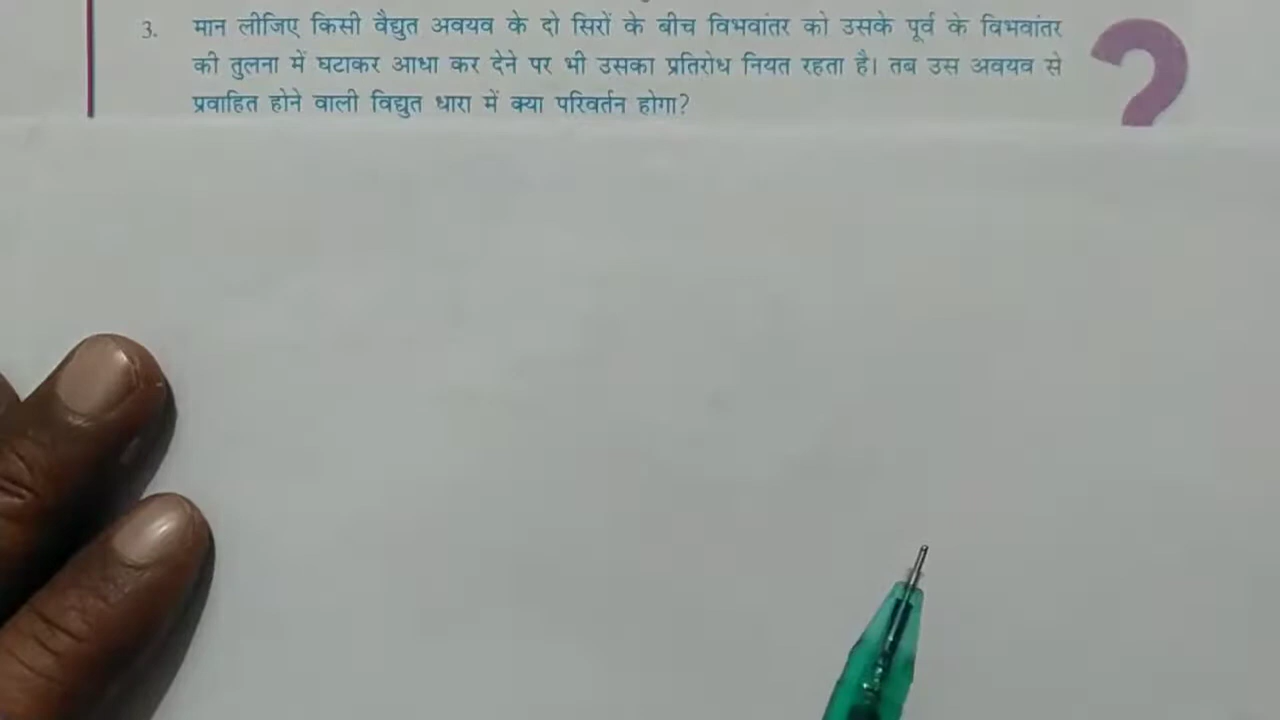 3. मान लीजिए किसी वैद्युत अवयव के दो सिरों के बीच विभवांतर को उसके पूर्व के विभवांतर
की तुलना में घटाकर आधा कर देने पर भी उसका प्रतिरोध नियत रहता है। तब उस अवयव से
प्रवाहित होने वाली विद्युत धारा में क्या परिवर्तन होगा?
?